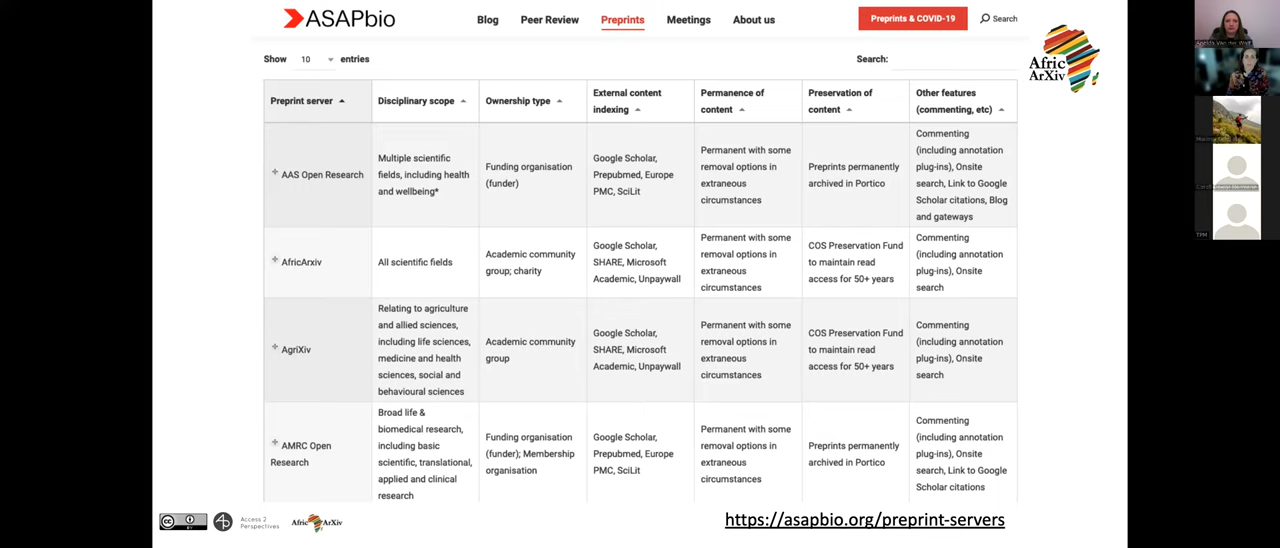 ASAPbio
Blog Peer Review Preprints Meetings About us
Preprints & COVID-19
Search
Show 10 entries
Search:
Afric
ArXiv
Preprint server
Disciplinary scope
Ownership type
External content
indexing
Permanence of
content
Preservation of
content
Other features
(commenting, etc)
AAS Open Research
Multiple scientific
fields, including health
and wellbeing*
Funding organisation
(funder)
Google Scholar,
Prepubmed, Europe
PMC, SciLit
Permanent with some
removal options in
extraneous
circumstances
Preprints permanently
archived in Portico
Commenting
(including annotation
plug-ins), Onsite
search, Link to Google
Scholar citations, Blog
and gateways
AfricArxiv
All scientific fields
Academic community
group; charity
Google Scholar,
SHARE, Microsoft
Academic, Unpaywall
Permanent with some
removal options in
extraneous
circumstances
COS Preservation Fund
to maintain read
access for 50+ years
Commenting
(including annotation
plug-ins), Onsite
search
AgriXiv
Relating to agriculture
and allied sciences,
including life sciences,
medicine and health
sciences, social and
behavioural sciences
Academic community
group
Google Scholar,
SHARE, Microsoft
Academic, Unpaywall
Permanent with some
removal options in
extraneous
circumstances
COS Preservation Fund
to maintain read
access for 50+ years
Commenting
(including annotation
plug-ins), Onsite
search
AMRC Open
Research
Broad life &
biomedical research,
including basic
scientific, translational,
applied and clinical
research
Funding organisation
(funder); Membership
organisation
Google Scholar,
Prepubmed, Europe
PMC, SciLit
Permanent with some
removal options in
extraneous
circumstances
Preprints permanently
archived in Portico
Commenting
(including annotation
plug-ins), Onsite
search, Link to Google
Scholar citations
cc
BY
Access 2
Perspectives
Afric ArXiv
https://asapbio.org/preprint-servers
TPM